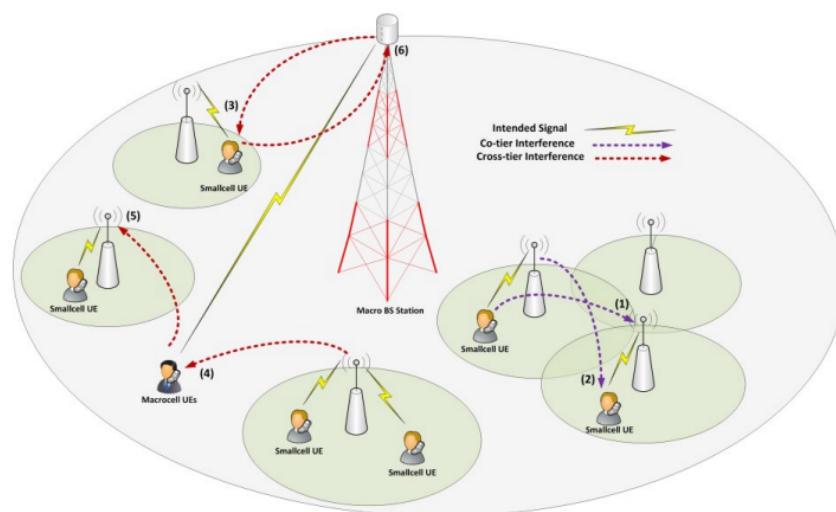 (6)
(3)
Smallcell UE
Intended Signal
Co-tier Interference
Cross-tier Interference
(5)
Smallcell UE
Macro BS Station
(1)
Smallcell UE
(4)
Macrocell UEs
(2)
Smallcell UE
Smallcell UE
Smallcell UE